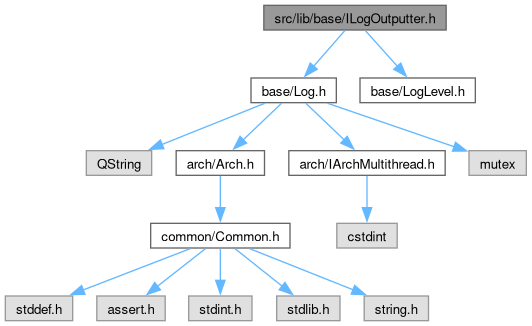 src/lib/base/ILogOutputter.h
base/Log.h
base/LogLevel.h
QString
arch/Arch.h
arch/IArchMultithread.h
mutex
common/Common.h
cstdint
stddef.h
assert.h
stdint.h
stdlib.h
string.h